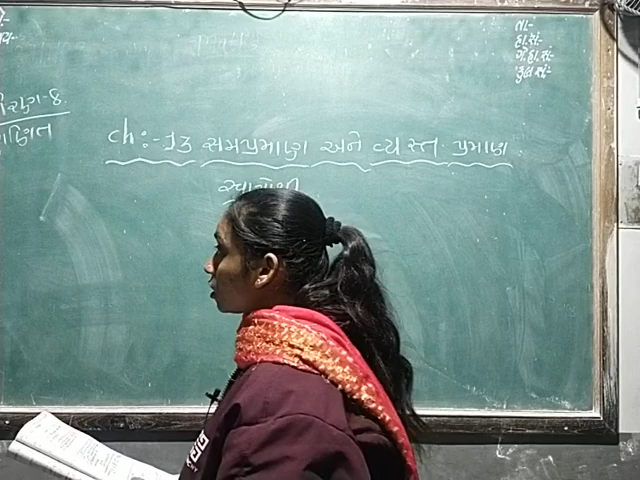 ધોરણ-8
ગણિત
ch:-13 સમપ્રમાણ અને વ્યસ્ત પ્રમાણ
તા:-
હા.સં:-
ગે.હા.સં:-
કુલ સં:-